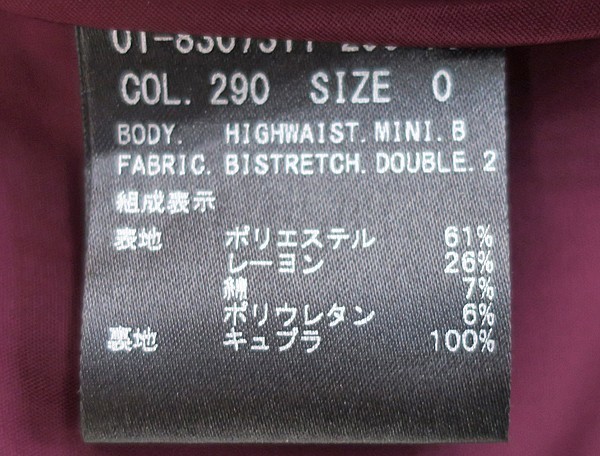 COL. 290 SIZE 0
BODY. HIGHWAIST. MINI. B
FABRIC. BISTRETCH. DOUBLE. 2
組成表示
表地 ポリエステル 61%
レーヨン 26%
綿 7%
ポリウレタン 6%
裏地 キュプラ 100%